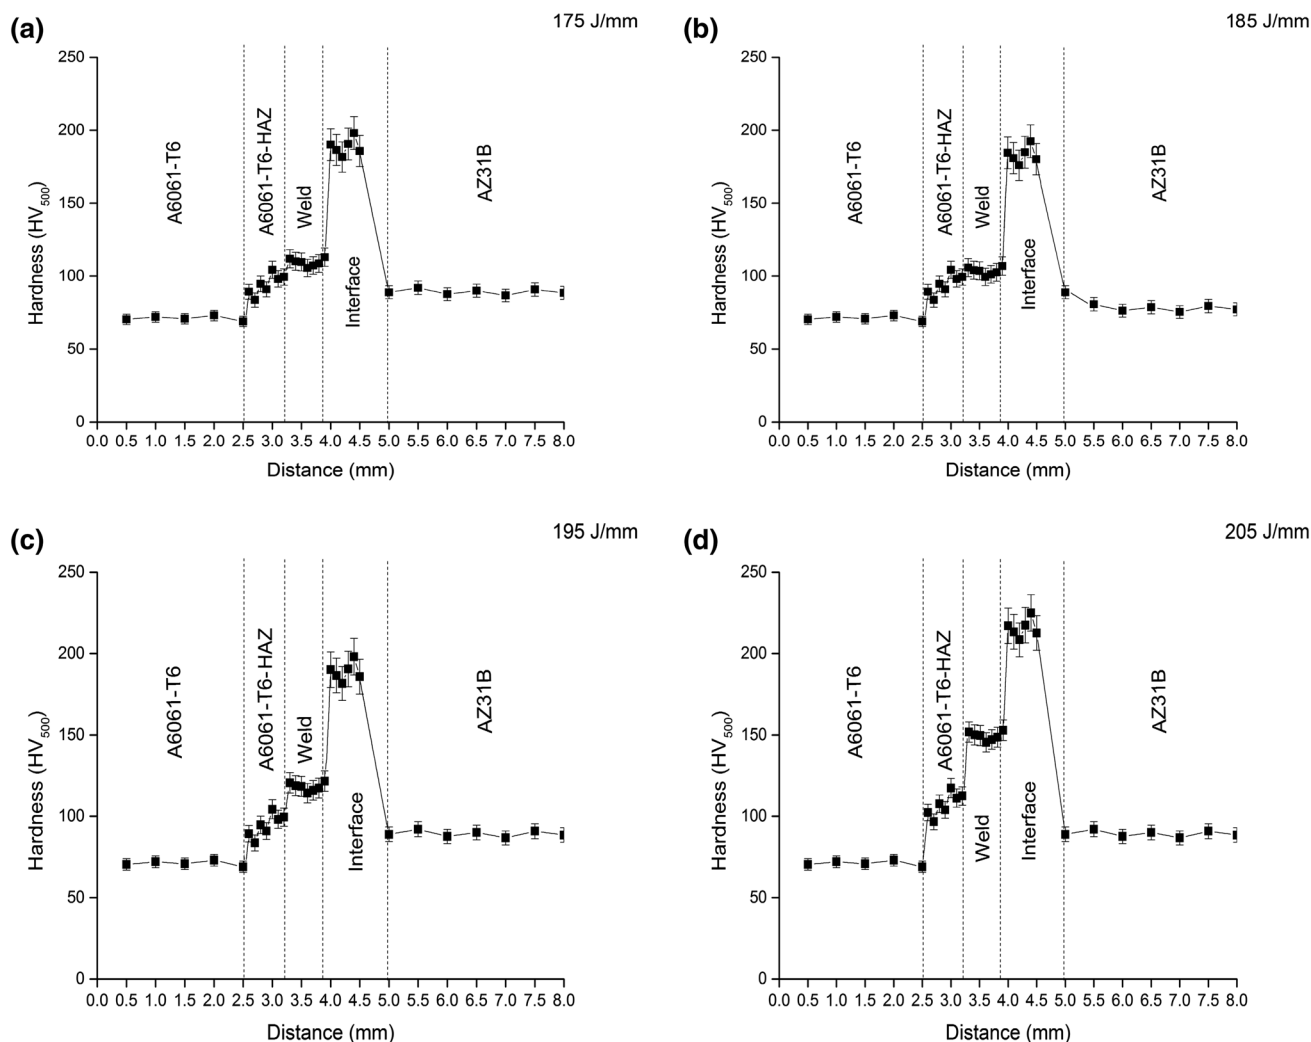 (a)
175 J/mm
250
200
150
100
50
0
Hardness (HV500)
A6061-T6
A6061-T6-HAZ
Weld
Interface
AZ31B
0.0 0.5 1.0 1.5 2.0 2.5 3.0 3.5 4.0 4.5 5.0 5.5 6.0 6.5 7.0 7.5 8.0
Distance (mm)
(b)
185 J/mm
250
200
150
100
50
0
Hardness (HV500)
A6061-T6
A6061-T6-HAZ
Weld
Interface
AZ31B
0.0 0.5 1.0 1.5 2.0 2.5 3.0 3.5 4.0 4.5 5.0 5.5 6.0 6.5 7.0 7.5 8.0
Distance (mm)
(c)
195 J/mm
250
200
150
100
50
0
Hardness (HV500)
A6061-T6
A6061-T6-HAZ
Weld
Interface
AZ31B
0.0 0.5 1.0 1.5 2.0 2.5 3.0 3.5 4.0 4.5 5.0 5.5 6.0 6.5 7.0 7.5 8.0
Distance (mm)
(d)
205 J/mm
250
200
150
100
50
0
Hardness (HV500)
A6061-T6
A6061-T6-HAZ
Weld
Interface
AZ31B
0.0 0.5 1.0 1.5 2.0 2.5 3.0 3.5 4.0 4.5 5.0 5.5 6.0 6.5 7.0 7.5 8.0
Distance (mm)